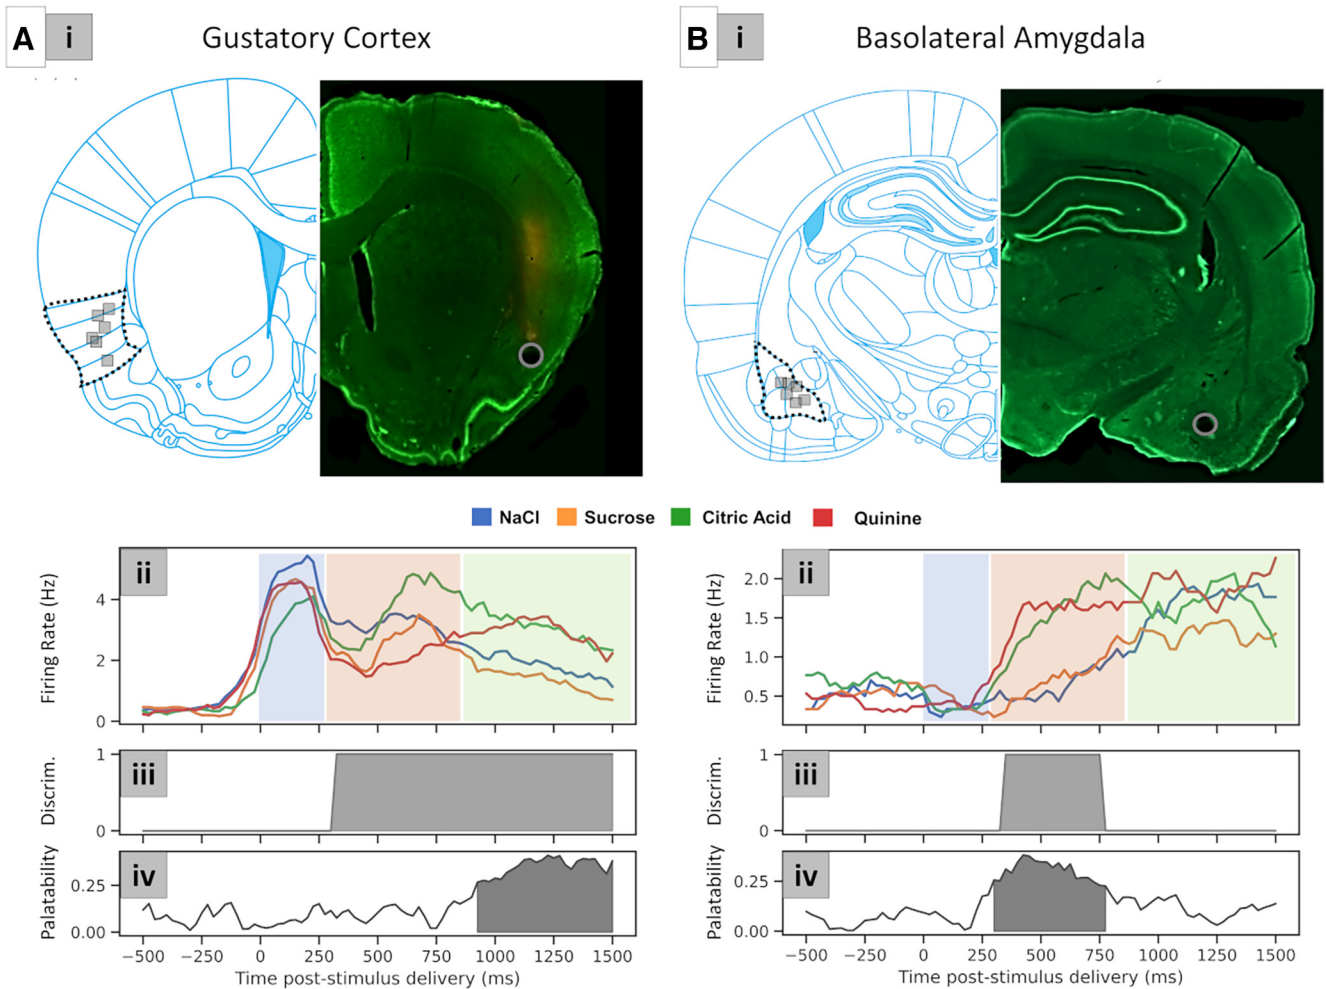 A i Gustatory Cortex
B i Basolateral Amygdala
NaCl Sucrose Citric Acid Quinine
ii
Firing Rate (Hz)
4
2
0
iii
Discrim.
1
0
iv
Palatability
0.25
0.00
−500 −250 0 250 500 750 1000 1250 1500
Time post-stimulus delivery (ms)
ii
Firing Rate (Hz)
2.0
1.5
1.0
0.5
iii
Discrim.
1
0
iv
Palatability
0.25
0.00
−500 −250 0 250 500 750 1000 1250 1500
Time post-stimulus delivery (ms)